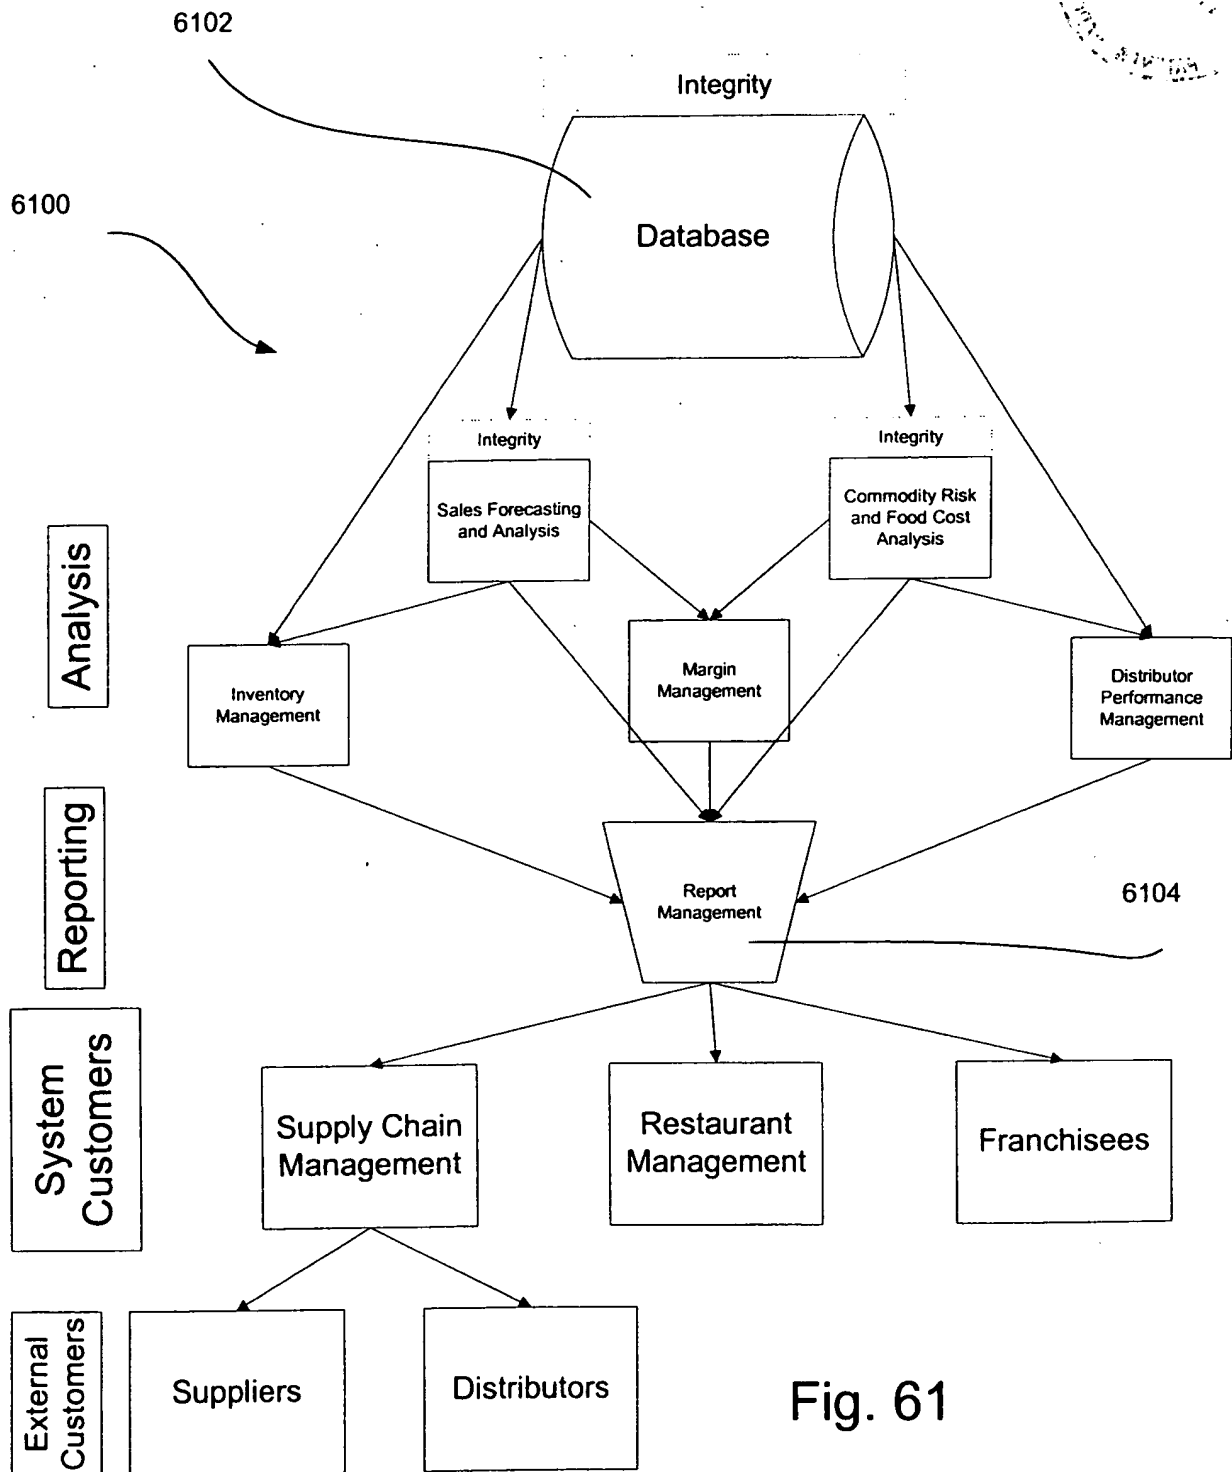 6102
Integrity
6100
Database
Integrity
Integrity
Sales Forecasting
and Analysis
Commodity Risk
and Food Cost
Analysis
Analysis
Inventory
Management
Margin
Management
Distributor
Performance
Management
Reporting
Report
Management
6104
System
Customers
Supply Chain
Management
Restaurant
Management
Franchisees
External
Customers
Suppliers
Distributors
Fig. 61